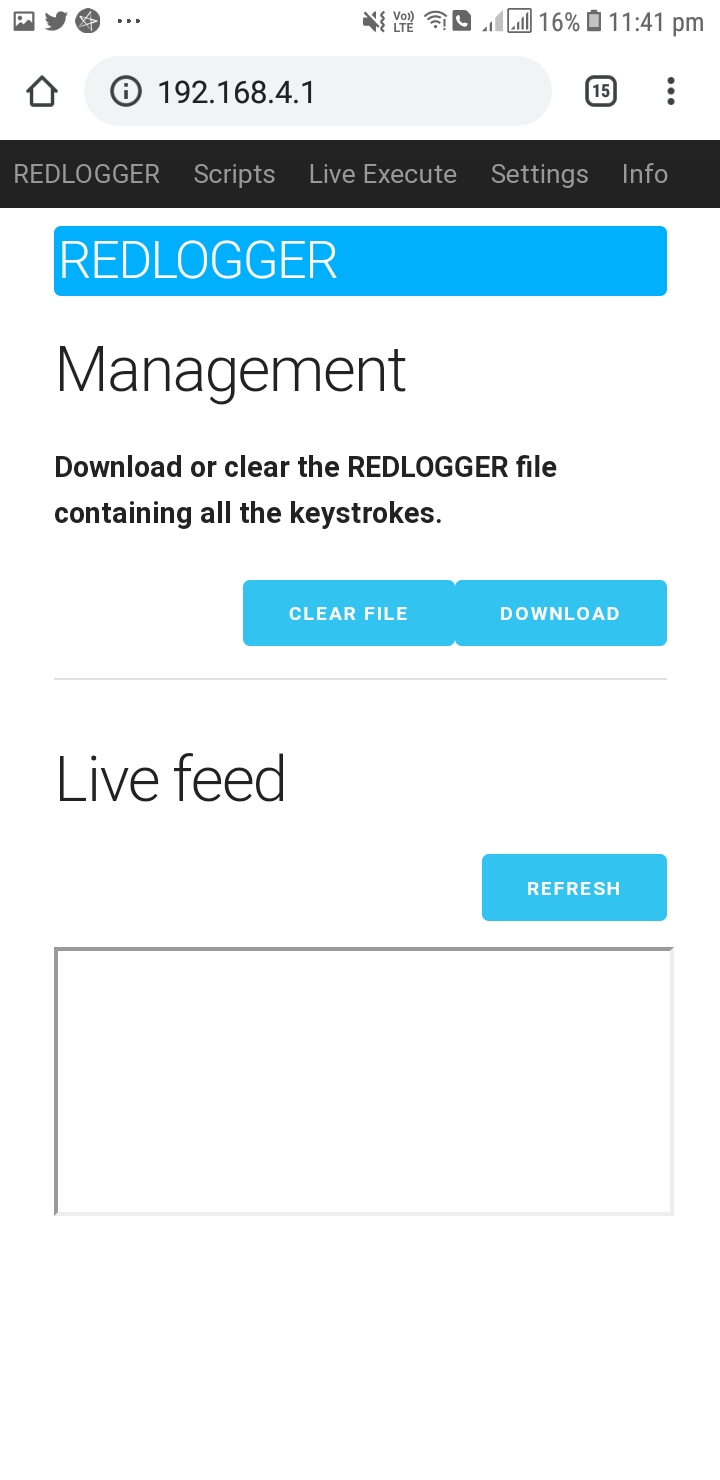 Vo)) LTE 16% 11:41 pm
192.168.4.1
15
REDLOGGER Scripts Live Execute Settings Info
REDLOGGER
Management
Download or clear the REDLOGGER file
containing all the keystrokes.
CLEAR FILE DOWNLOAD
Live feed
REFRESH